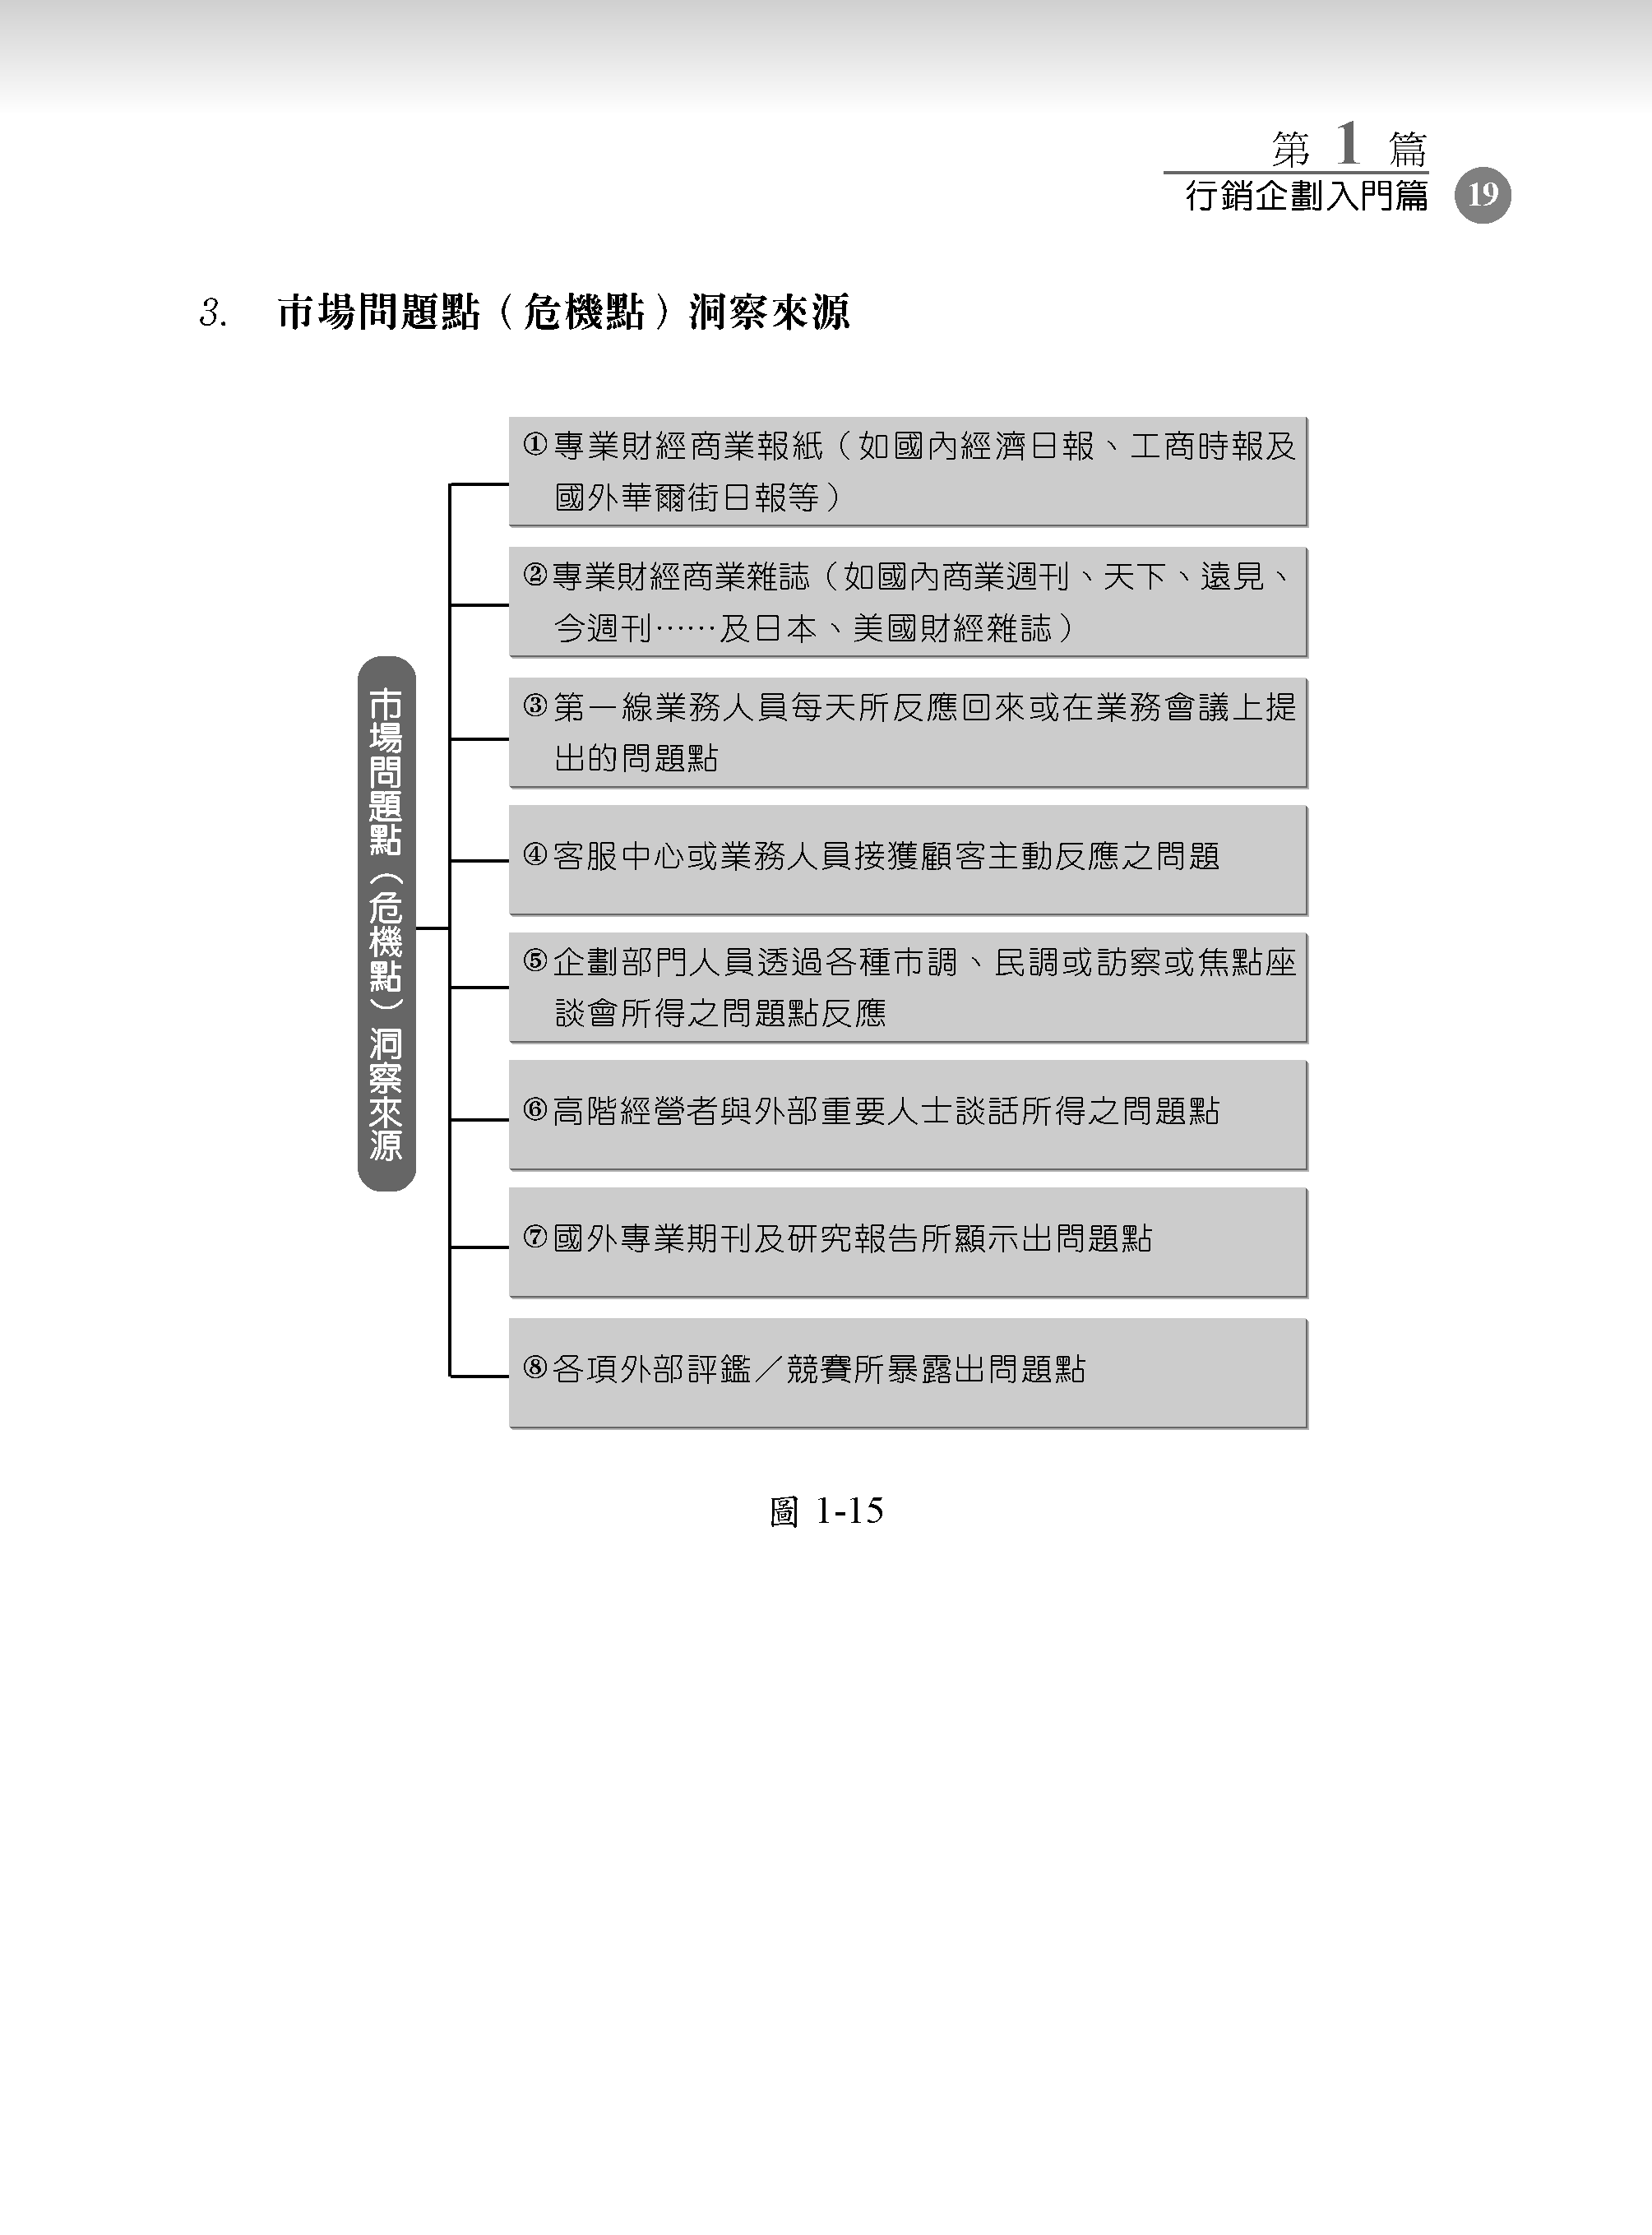 第 1 篇
行銷企劃入門篇 19
3. 市場問題點（危機點）洞察來源
市場問題點（危機點）洞察來源
①專業財經商業報紙（如國內經濟日報、工商時報及
國外華爾街日報等）
②專業財經商業雜誌（如國內商業週刊、天下、遠見、
今週刊……及日本、美國財經雜誌）
③第一線業務人員每天所反應回來或在業務會議上提
出的問題點
④客服中心或業務人員接獲顧客主動反應之問題
⑤企劃部門人員透過各種市調、民調或訪察或焦點座
談會所得之問題點反應
⑥高階經營者與外部重要人士談話所得之問題點
⑦國外專業期刊及研究報告所顯示出問題點
⑧各項外部評鑑／競賽所暴露出問題點
圖 1-15